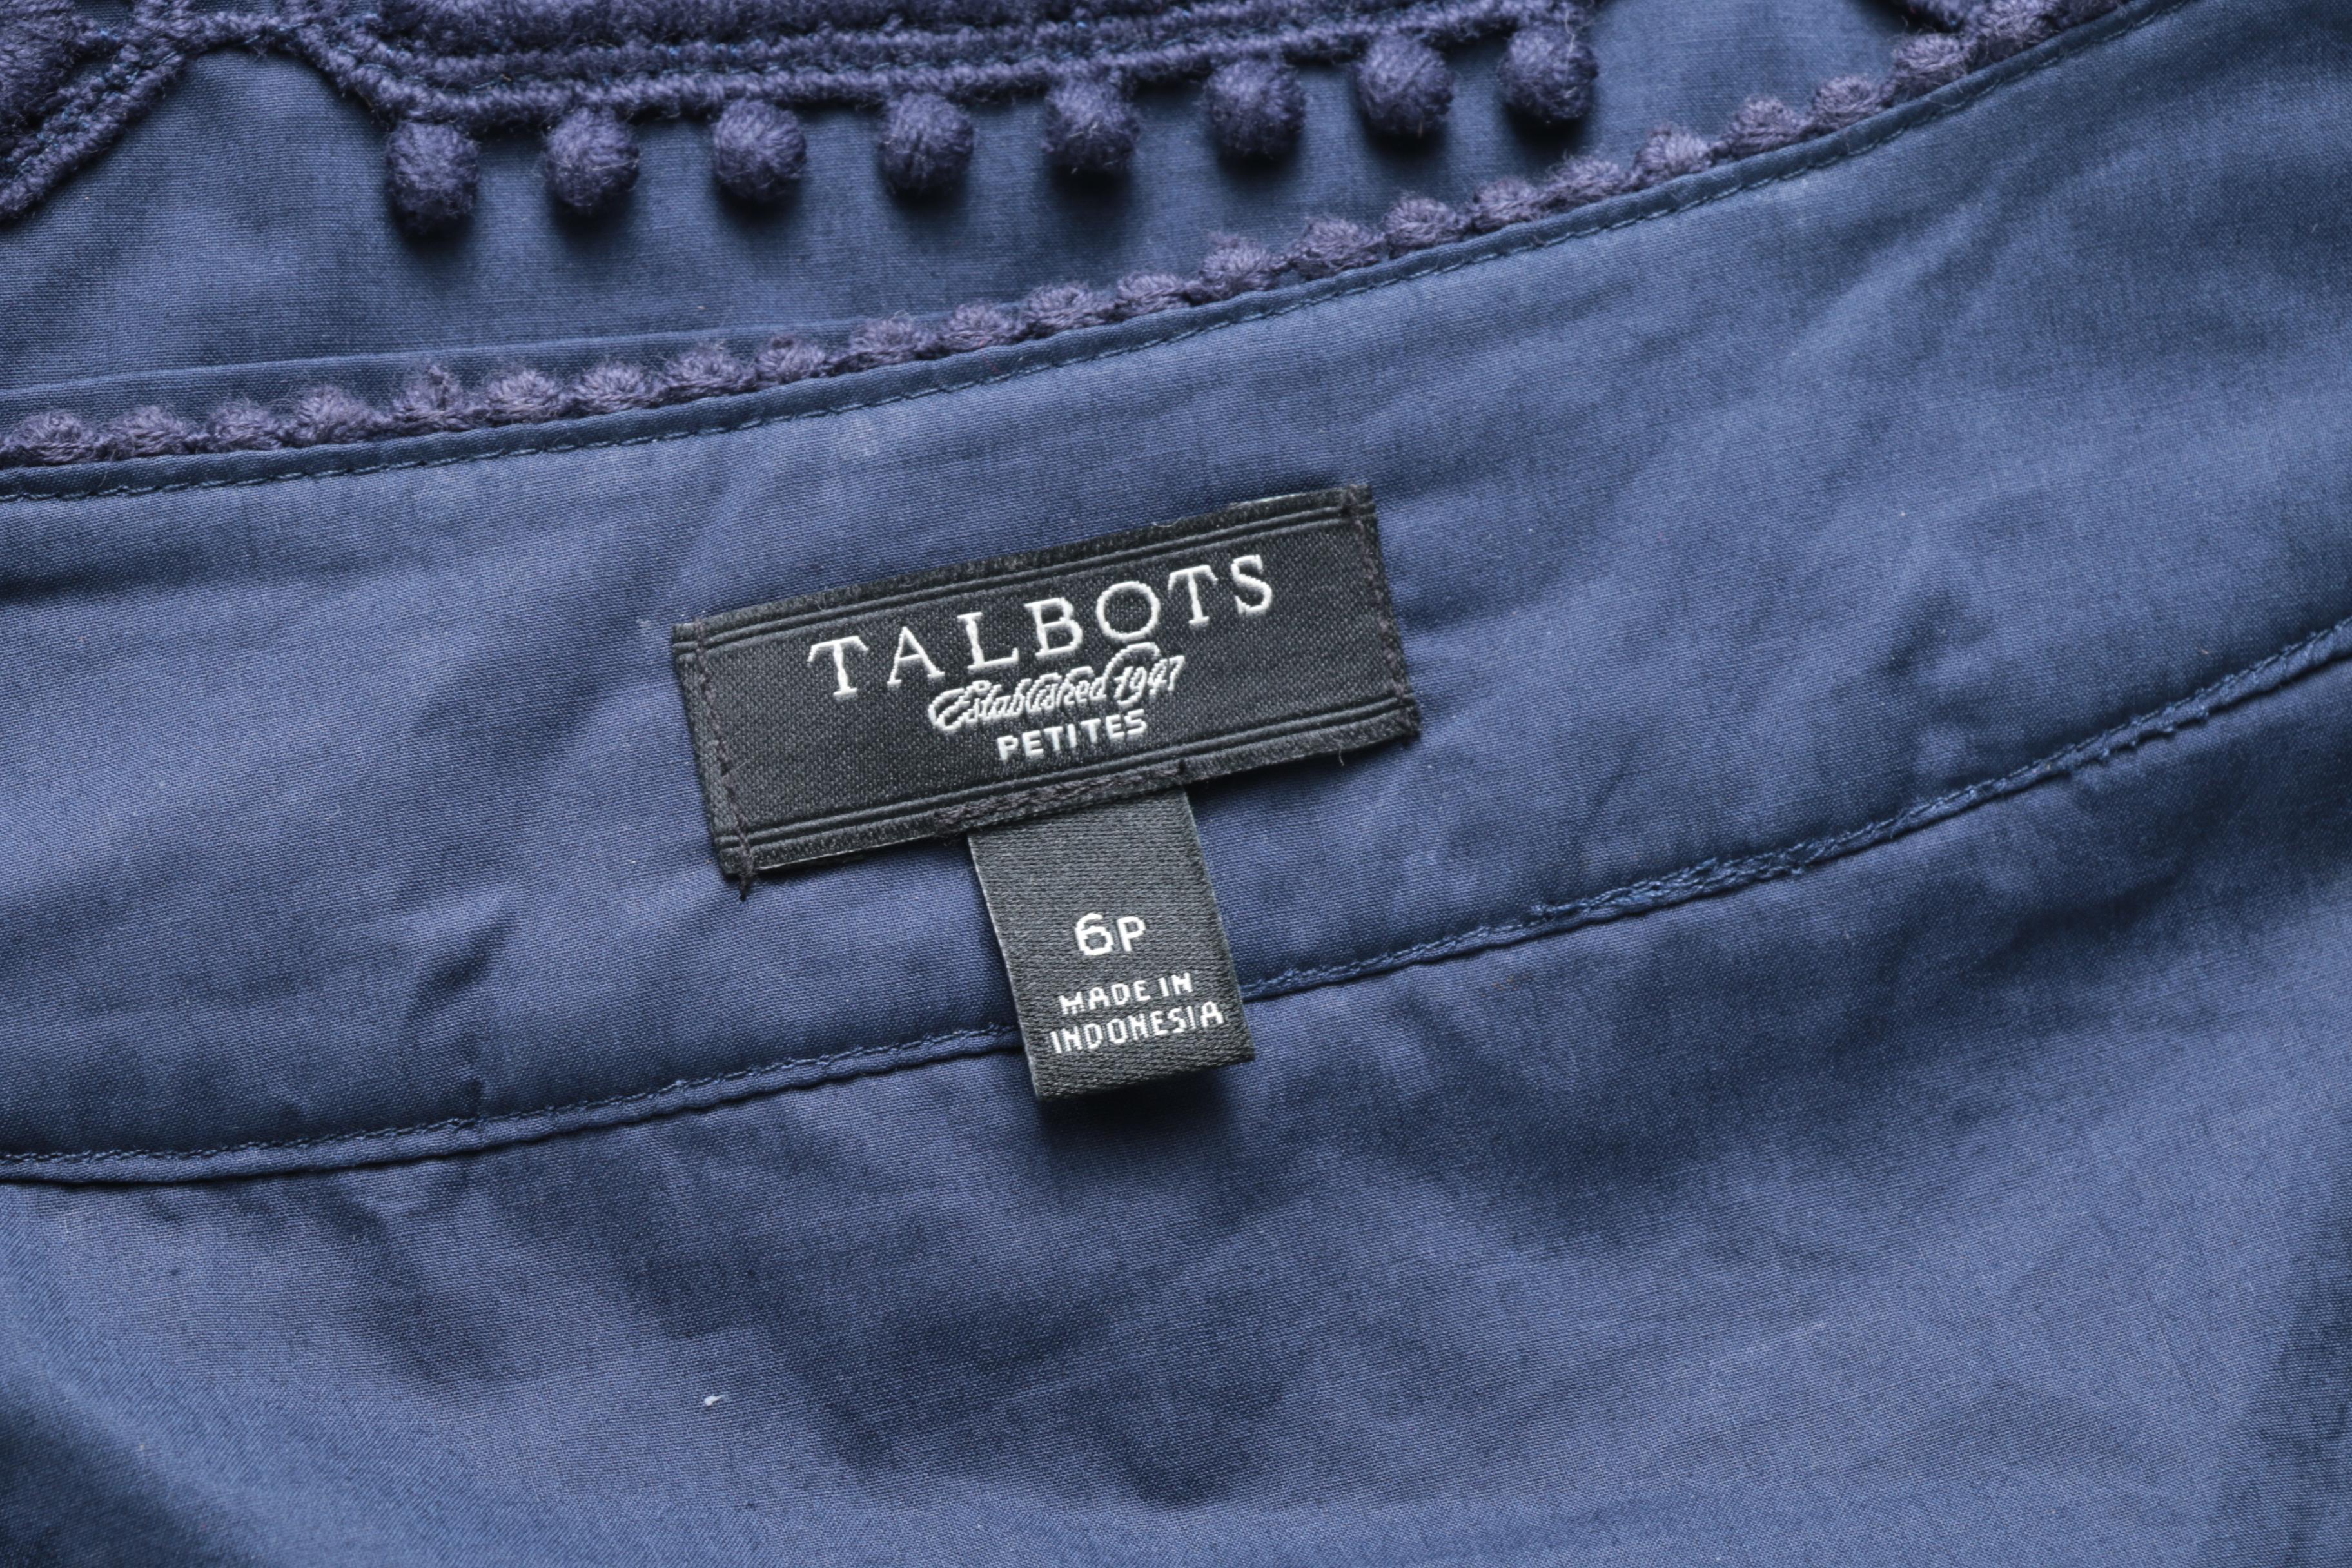 TALBOTS
Established 1947
PETITES
6P
MADE IN
INDONESIA